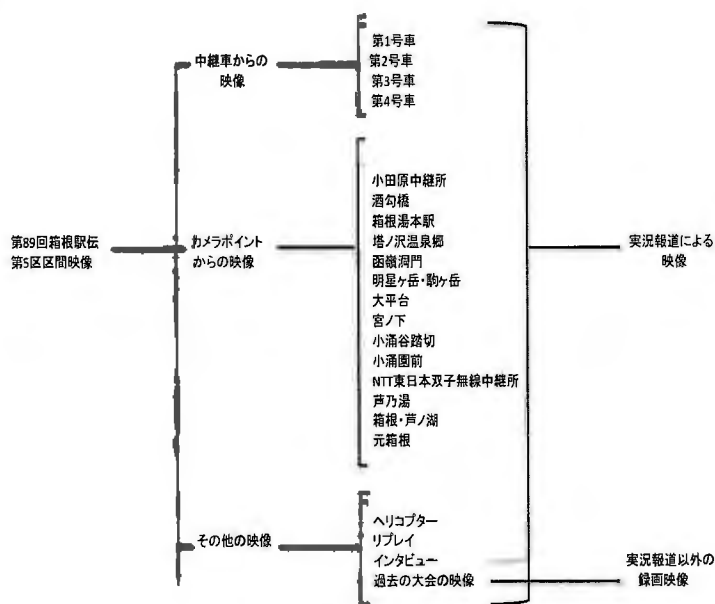 第89回箱根駅伝
第5区区間映像
中継車からの
映像
第1号車
第2号車
第3号車
第4号車
カメラポイント
からの映像
小田原中継所
酒匂橋
箱根湯本駅
塔ノ沢温泉郷
函嶺洞門
明星ヶ岳・駒ヶ岳
大平台
宮ノ下
小涌谷踏切
小涌園前
NTT東日本双子無線中継所
芦乃湯
箱根・芦ノ湖
元箱根
その他の映像
ヘリコプター
リプレイ
インタビュー
過去の大会の映像
実況報道による
映像
実況報道以外の
録画映像